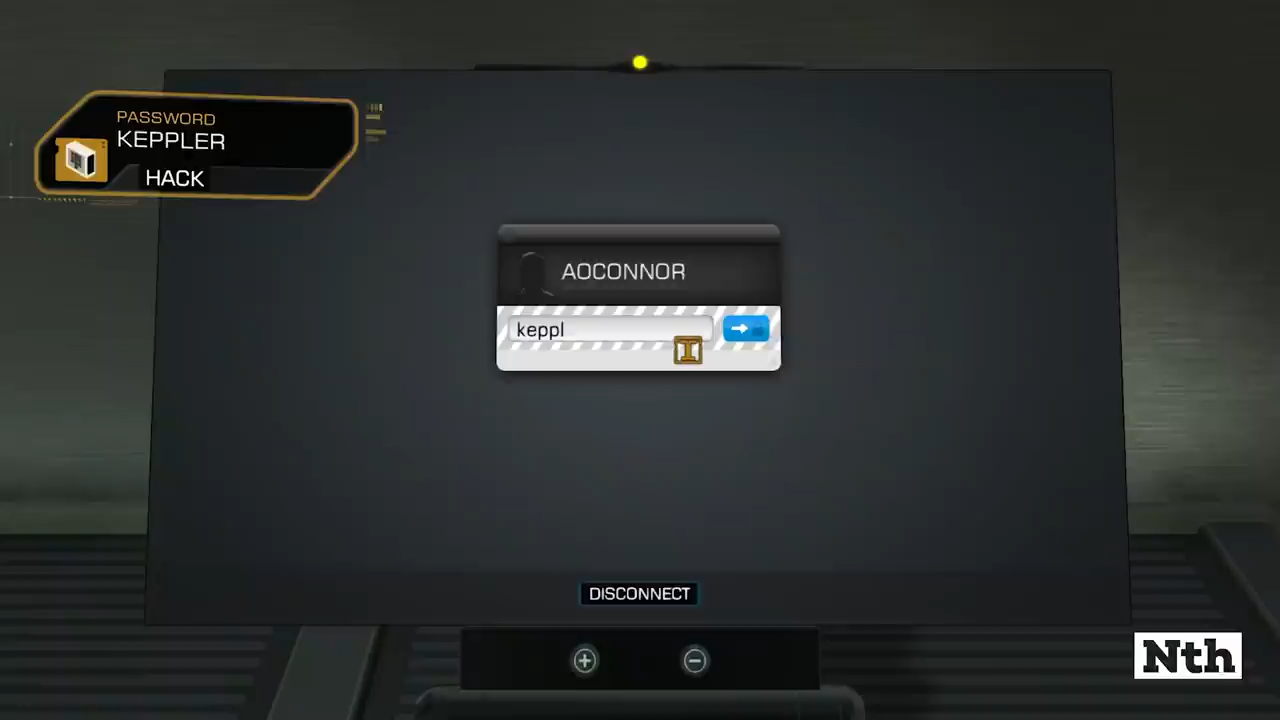 PASSWORD
KEPPLER
HACK
AOCONNOR
keppl
DISCONNECT
Nth